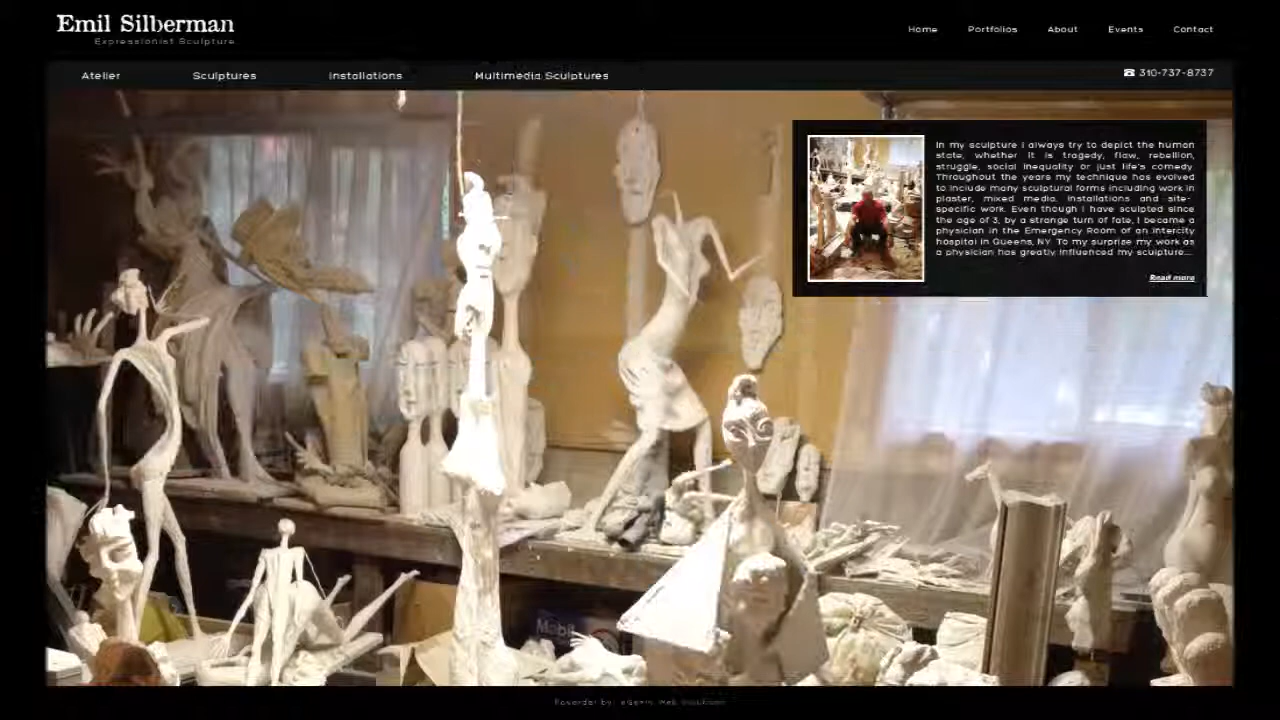 Emil Silberman
Expressionist Sculpture
Home Portfolios About Events Contact
Atelier Sculptures Installations Multimedia Sculptures
310-737-8737
In my sculpture I always try to depict the human
state, whether it is tragedy, flaw, rebellion,
struggle, social inequality or just life's comedy.
Throughout the years my technique has evolved
to include many sculptural forms including work in
plaster, mixed media, installations and site-
specific work. Even though I have sculpted since
the age of 3, by a strange turn of fate, I became a
physician in the Emergency Room of an intercity
hospital in Queens, NY. To my surprise my work as
a physician has greatly influenced my sculpture...
Read more
Mobil
Powered by: Web